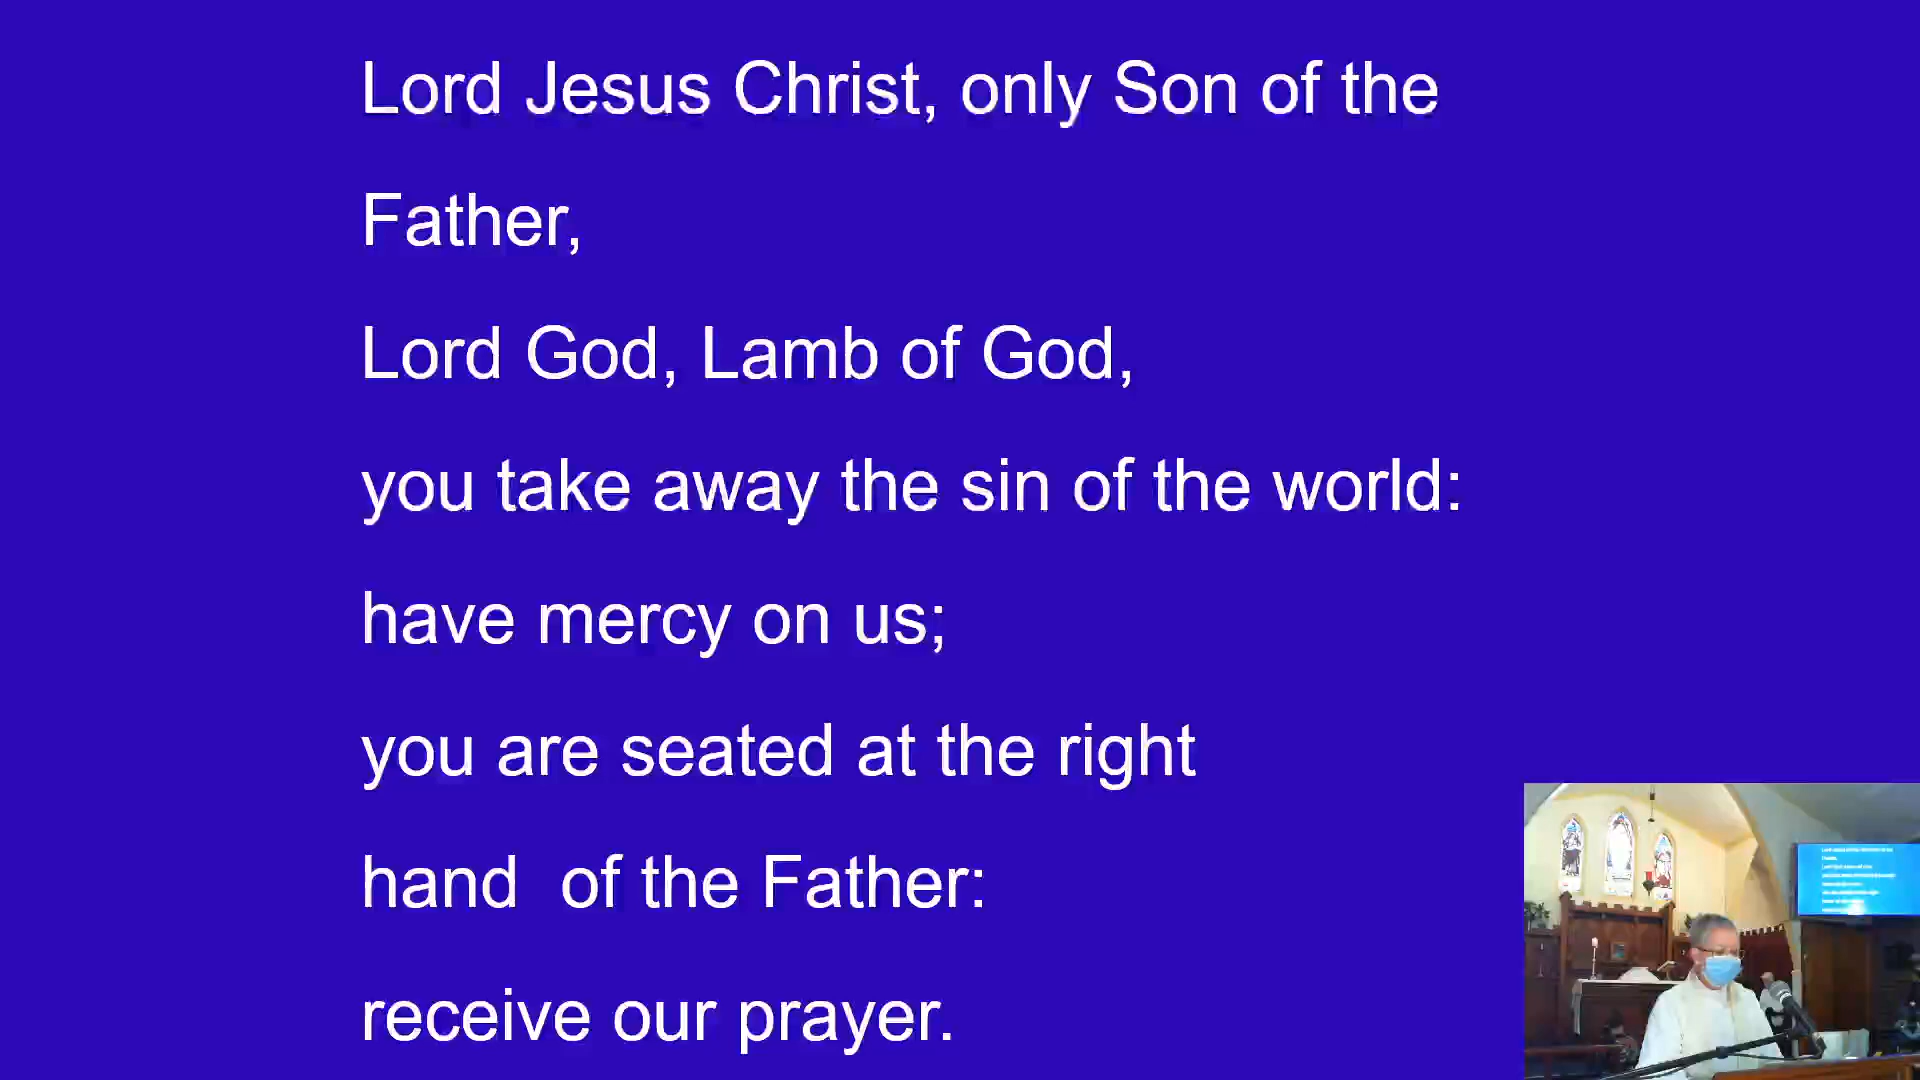 Lord Jesus Christ, only Son of the
Father,
Lord God, Lamb of God,
you take away the sin of the world:
have mercy on us;
you are seated at the right
hand  of the Father:
receive our prayer.